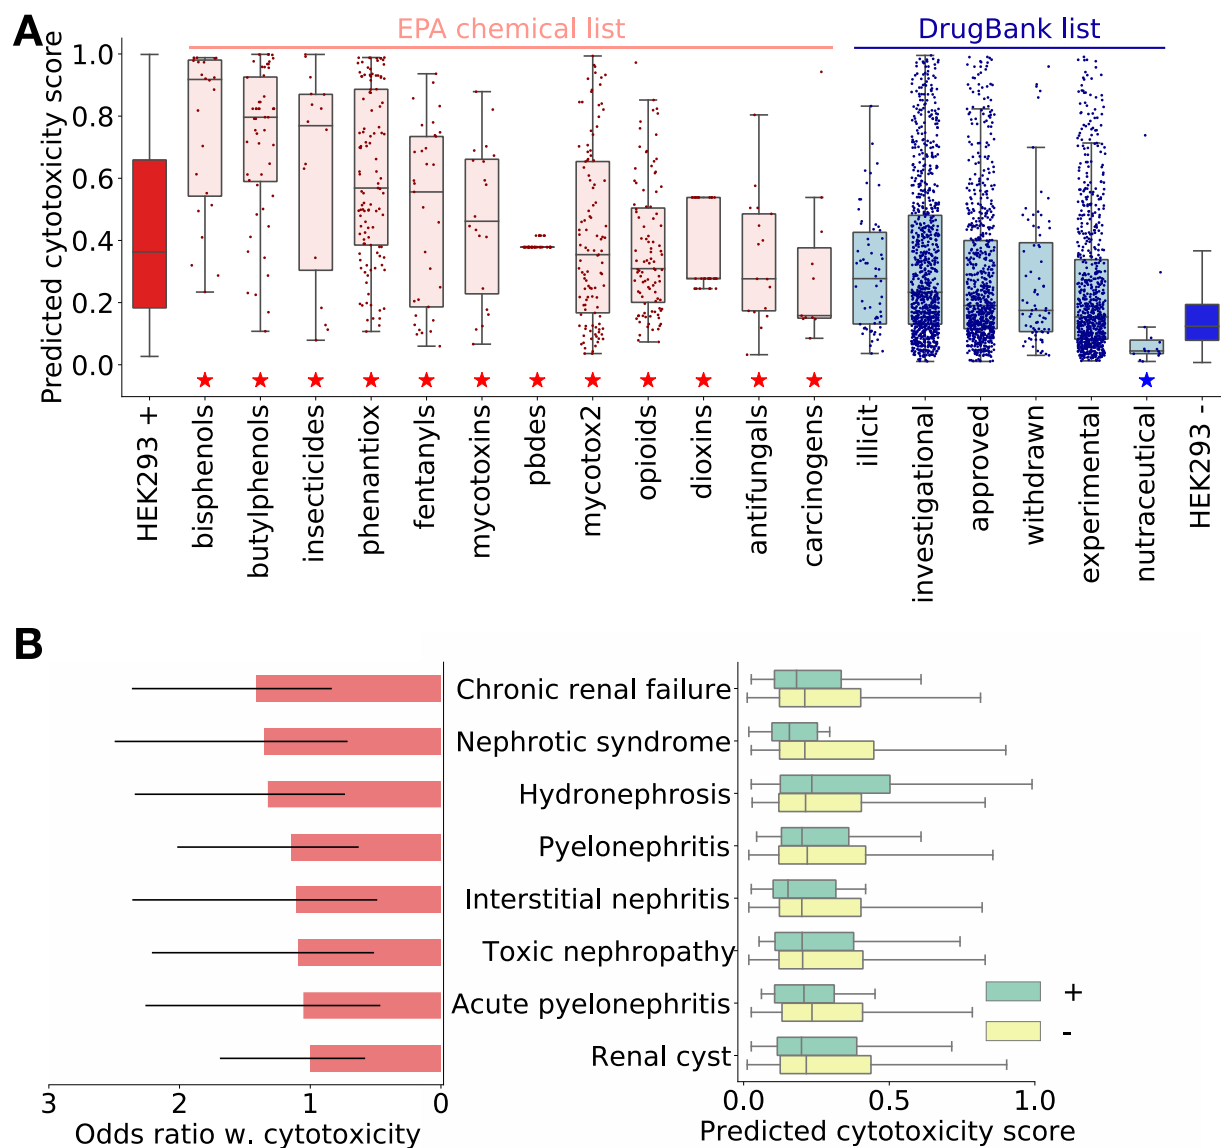 A
EPA chemical list
DrugBank list
Predicted cytotoxicity score
1.0
0.8
0.6
0.4
0.2
0.0
HEK293 +
bisphenols
butylphenols
insecticides
phenantiox
fentanyls
mycotoxins
pbdes
mycotox2
opioids
dioxins
antifungals
carcinogens
illicit
investigational
approved
withdrawn
experimental
nutraceutical
HEK293 -
B
Chronic renal failure
Nephrotic syndrome
Hydronephrosis
Pyelonephritis
Interstitial nephritis
Toxic nephropathy
Acute pyelonephritis
Renal cyst
+
-
3 2 1 0
Odds ratio w. cytotoxicity
0.0 0.5 1.0
Predicted cytotoxicity score